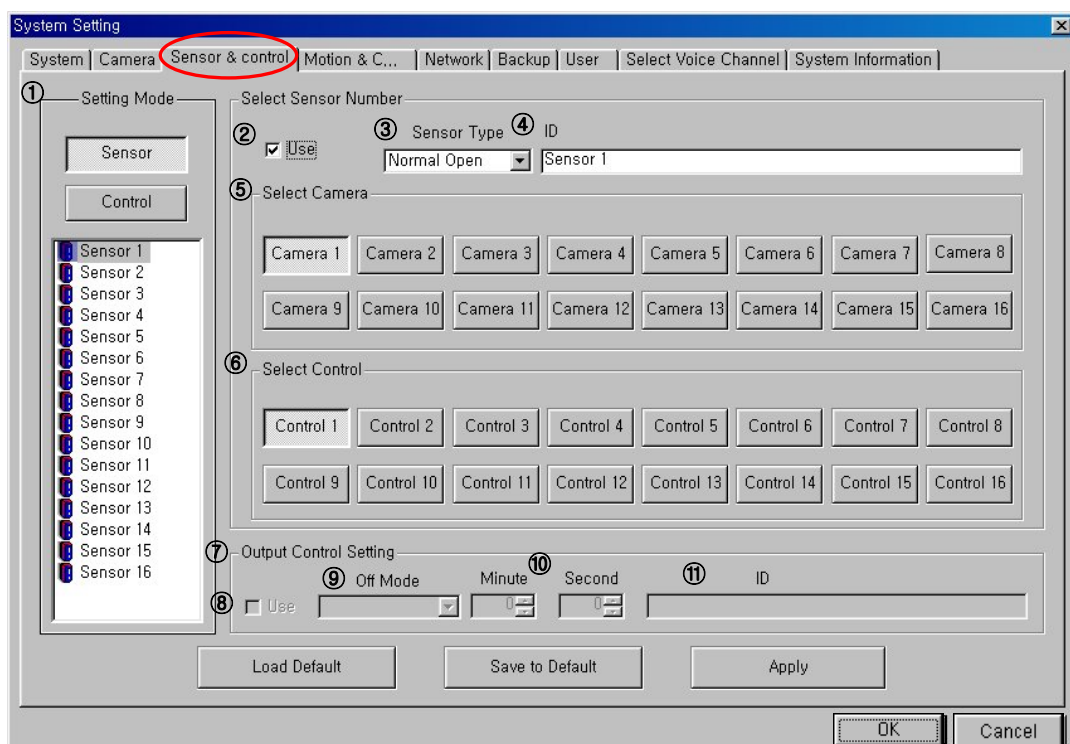 System Setting
System Camera Sensor & control Motion & C,,, Network Backup User Select Voice Channel System Information
① Setting Mode
Sensor
Control
Sensor 1
Sensor 2
Sensor 3
Sensor 4
Sensor 5
Sensor 6
Sensor 7
Sensor 8
Sensor 9
Sensor 10
Sensor 11
Sensor 12
Sensor 13
Sensor 14
Sensor 15
Sensor 16
Select Sensor Number
② Use ③ Sensor Type ④ ID
Normal Open Sensor 1
⑤ Select Camera
Camera 1 Camera 2 Camera 3 Camera 4 Camera 5 Camera 6 Camera 7 Camera 8
Camera 9 Camera 10 Camera 11 Camera 12 Camera 13 Camera 14 Camera 15 Camera 16
⑥ Select Control
Control 1 Control 2 Control 3 Control 4 Control 5 Control 6 Control 7 Control 8
Control 9 Control 10 Control 11 Control 12 Control 13 Control 14 Control 15 Control 16
⑦ Output Control Setting
⑨ Off Mode Minute ⑩ Second ⑪ ID
⑧ Use 0 0
Load Default Save to Default Apply
OK Cancel